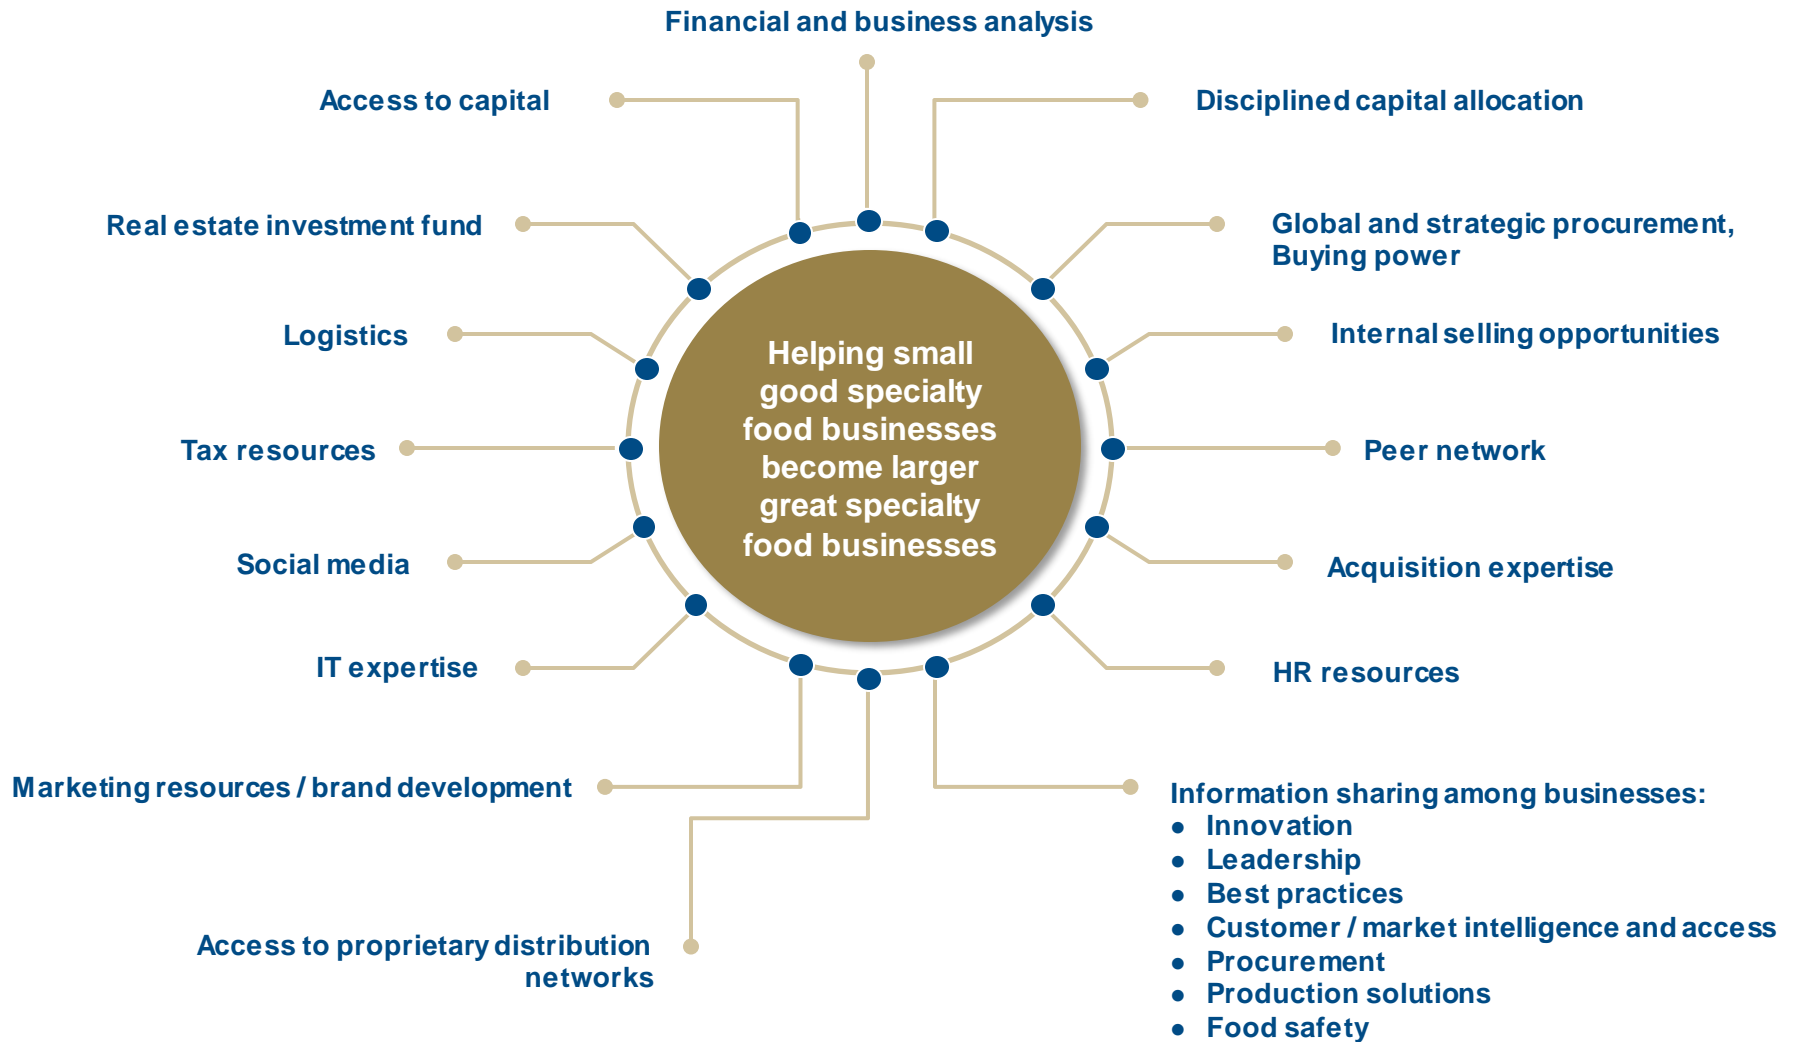 Financial and business analysis
Access to capital
Disciplined capital allocation
Real estate investment fund
Global and strategic procurement,
Buying power
Logistics
Internal selling opportunities
Helping small
good specialty
food businesses
become larger
great specialty
food businesses
Tax resources
Peer network
Social media
Acquisition expertise
IT expertise
HR resources
Marketing resources / brand development
Access to proprietary distribution
networks
Information sharing among businesses:
● Innovation
● Leadership
● Best practices
● Customer / market intelligence and access
● Procurement
● Production solutions
● Food safety